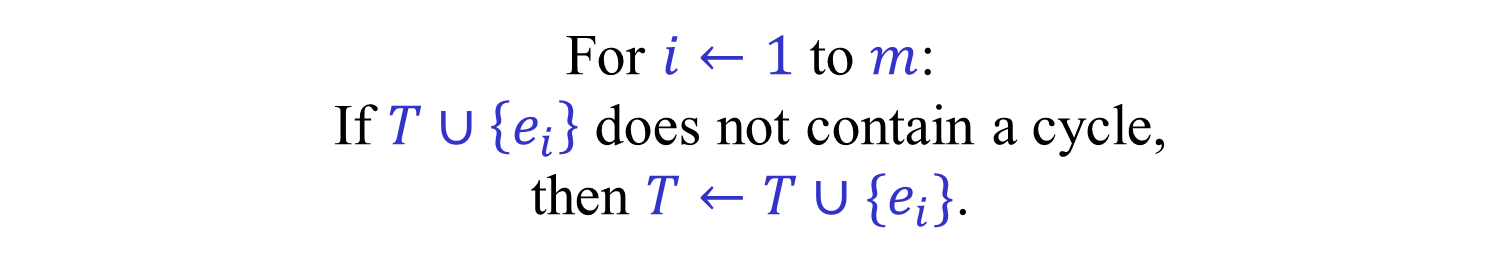 For i ← 1 to m:
If T ∪ {e_i} does not contain a cycle,
then T ← T ∪ {e_i}.